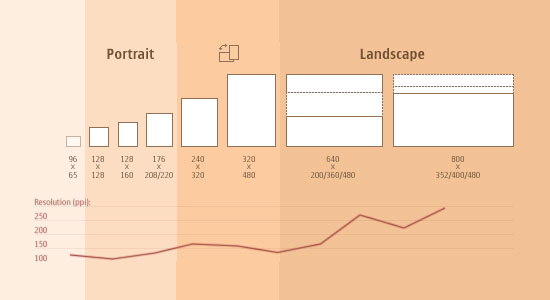 Portrait
Landscape
96
x
65
128
x
128
128
x
160
176
x
208/220
240
x
320
320
x
480
640
x
200/360/480
800
x
352/400/480
Resolution (ppi):
250
200
150
100